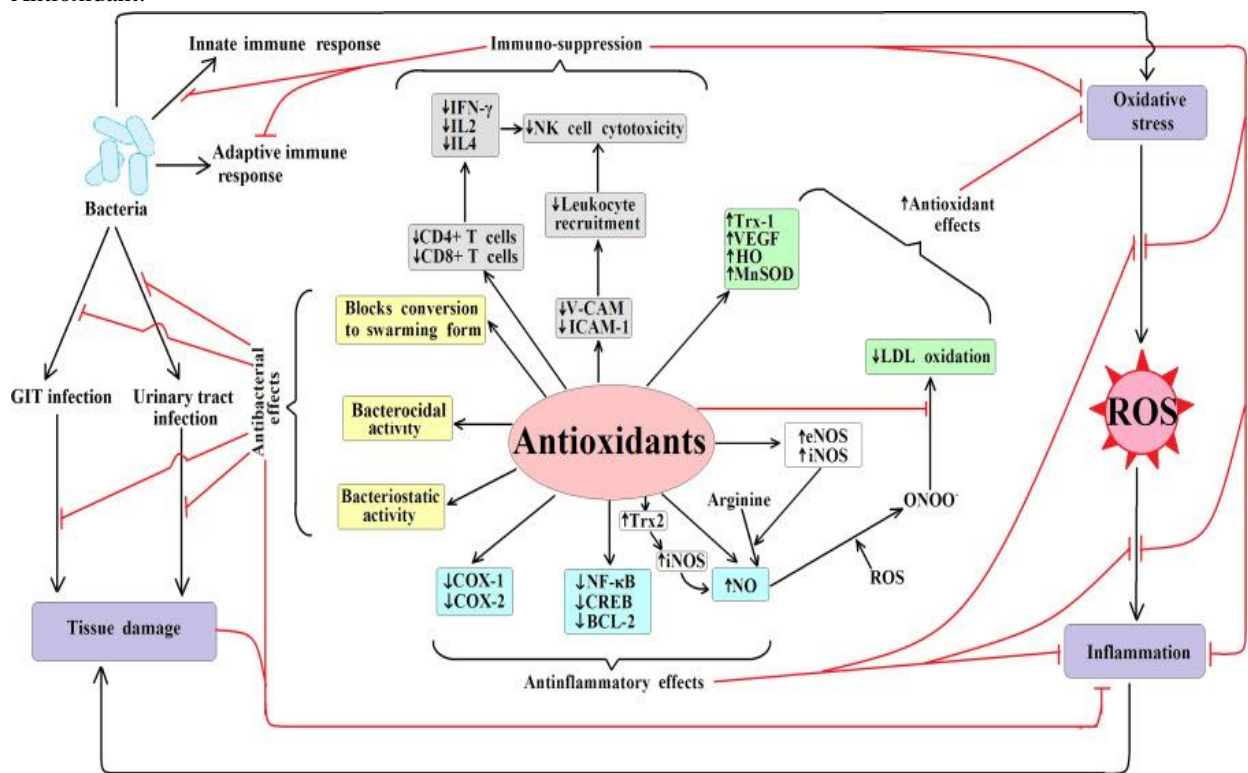 Antioxidant.
Innate immune response
Immuno-suppression
Oxidative
stress
↓IFN-γ
↓IL2
↓IL4
↓NK cell cytotoxicity
Adaptive immune
response
Bacteria
↓Leukocyte
recruitment
↑Antioxidant
effects
↑Trx-1
↑VEGF
↑HO
↑MnSOD
↓CD4+ T cells
↓CD8+ T cells
Blocks conversion
to swarming form
↓V-CAM
↓ICAM-1
↓LDL oxidation
GIT infection
Urinary tract
infection
Antibacterial
effects
Bacterocidal
activity
Antioxidants
↑eNOS
↑iNOS
ROS
Bacteriostatic
activity
↑Trx2
Arginine
ONOO-
↑iNOS
ROS
↓COX-1
↓COX-2
↓NF-κB
↓CREB
↓BCL-2
↑NO
Tissue damage
Inflammation
Antinflammatory effects